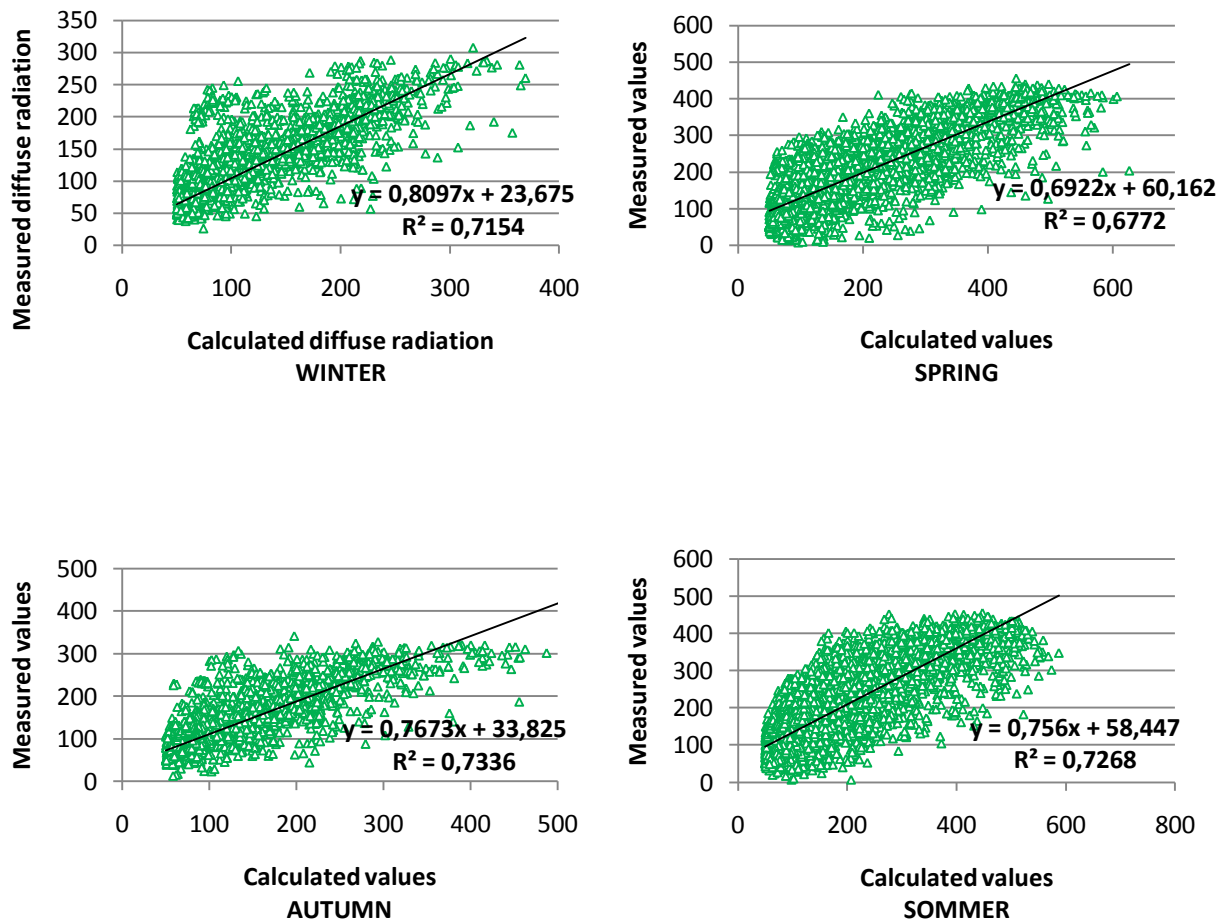 Measured diffuse radiation
350
300
250
200
150
100
50
0
y = 0,8097x + 23,675
R² = 0,7154
0 100 200 300 400
Calculated diffuse radiation
WINTER
Measured values
600
500
400
300
200
100
0
y = 0,6922x + 60,162
R² = 0,6772
0 200 400 600
Calculated values
SPRING
Measured values
500
400
300
200
100
0
y = 0,7673x + 33,825
R² = 0,7336
0 100 200 300 400 500
Calculated values
AUTUMN
Measured values
600
500
400
300
200
100
0
y = 0,756x + 58,447
R² = 0,7268
0 200 400 600 800
Calculated values
SOMMER